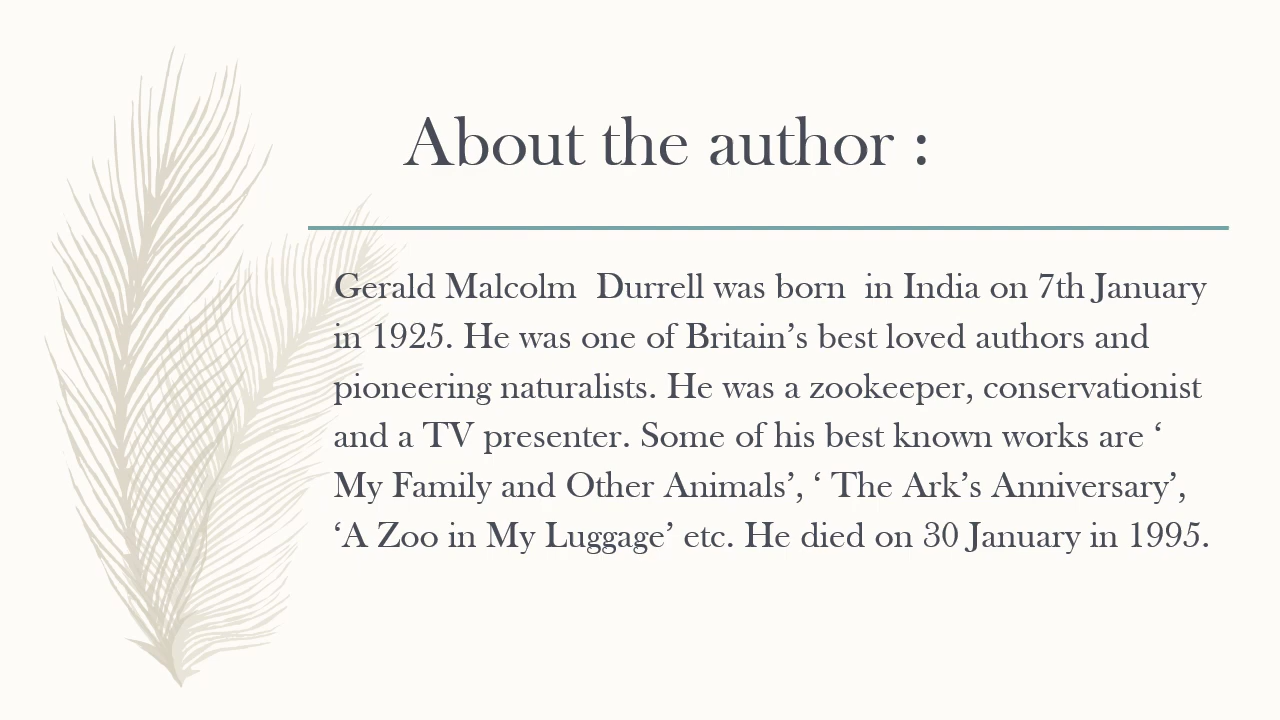 About the author :
Gerald Malcolm  Durrell was born  in India on 7th January
in 1925. He was one of Britain’s best loved authors and
pioneering naturalists. He was a zookeeper, conservationist
and a TV presenter. Some of his best known works are ‘
My Family and Other Animals’, ‘ The Ark’s Anniversary’,
‘A Zoo in My Luggage’ etc. He died on 30 January in 1995.